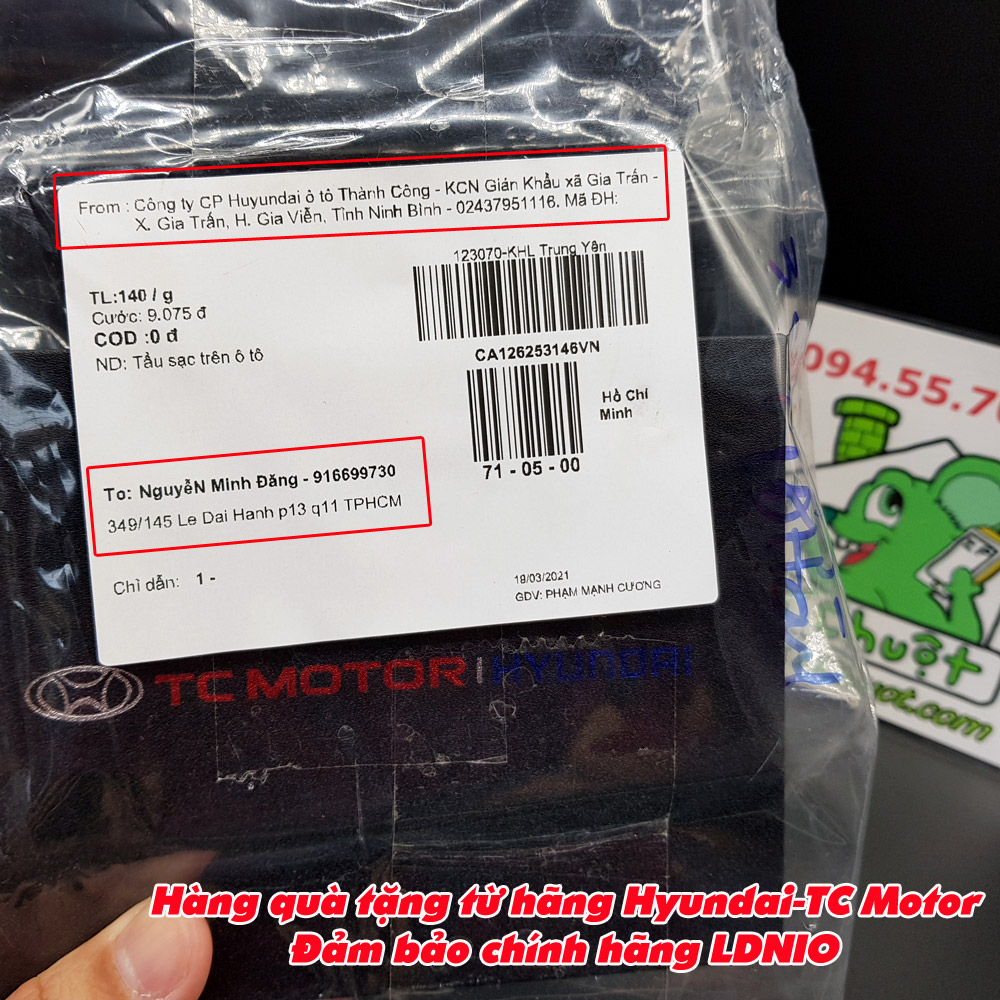 From : Công ty CP Huyundai ô tô Thành Công - KCN Gián Khẩu xã Gia Trấn -
X. Gia Trấn, H. Gia Viễn, Tỉnh Ninh Bình - 02437951116. Mã ĐH:
123070-KHL Trung Yên
TL:140 / g
Cước: 9.075 đ
COD :0 đ
ND: Tẩu sạc trên ô tô
CA126253146VN
Hồ Chí
Minh
71 - 05 - 00
To: NguyễN Minh Đăng - 916699730
349/145 Le Dai Hanh p13 q11 TPHCM
Chỉ dẫn: 1 -
18/03/2021
GDV: PHẠM MẠNH CƯƠNG
TC MOTOR | HYUNDAI
094.55.7
huột
ot.com
Hàng quà tặng từ hãng Hyundai-TC Motor
Đảm bảo chính hãng LDNIO